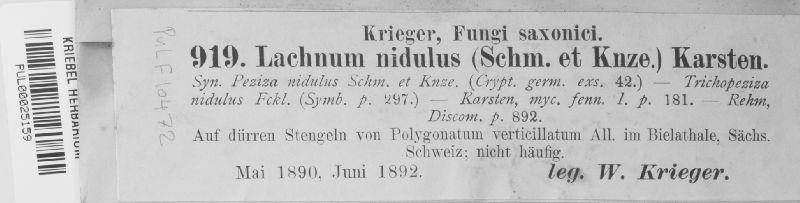 KRIEBEL HERBARIUM
PUL00025159
PULF10472
Krieger, Fungi saxonici.
919. Lachnum nidulus (Schm. et Knze.) Karsten.
Syn. Peziza nidulus Schm. et Knze. (Crypt. germ. exs. 42.) — Trichopeziza
nidulus Fckl. (Symb. p. 297.) — Karsten, myc. fenn. I. p. 181. — Rehm,
Discom. p. 892.
Auf dürren Stengeln von Polygonatum verticillatum All. im Bielathale, Sächs.
Schweiz; nicht häufig.
Mai 1890, Juni 1892. leg. W. Krieger.